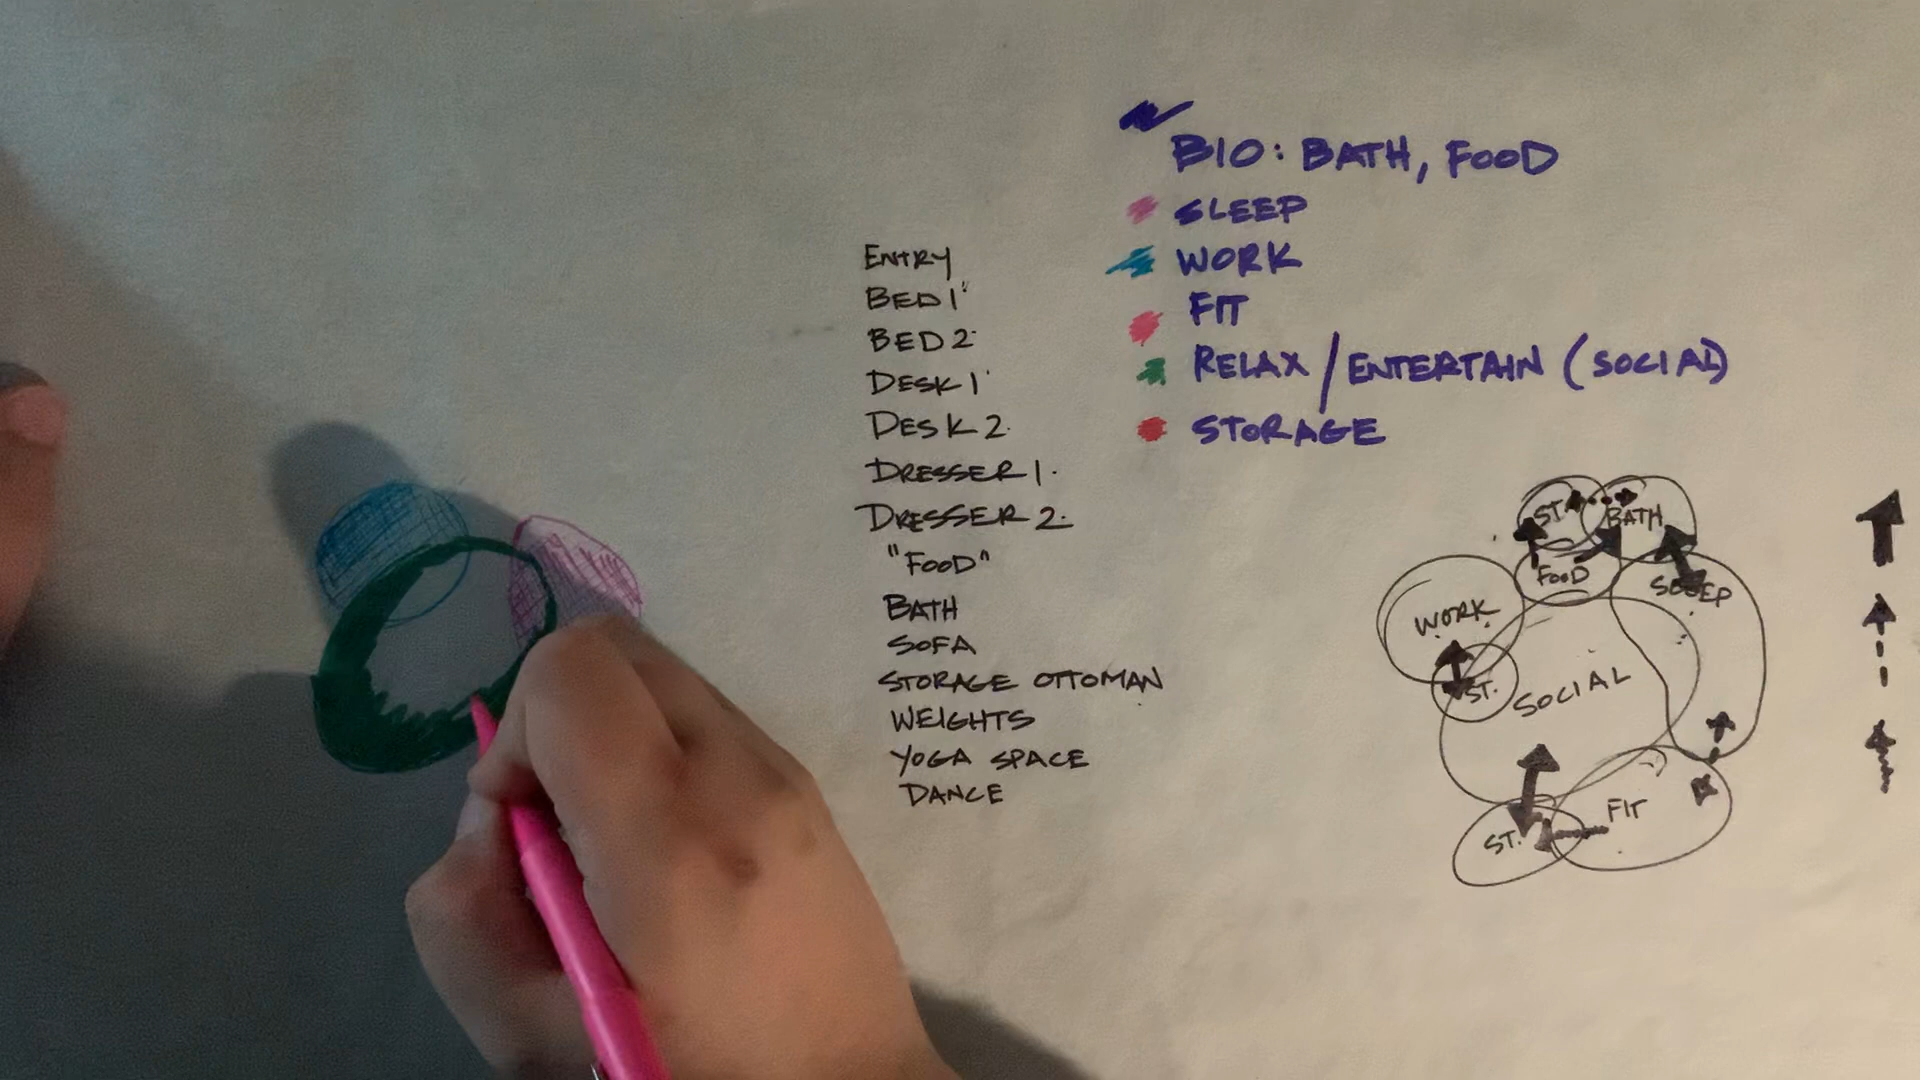 ENTRY
BED 1
BED 2
DESK 1
DESK 2
DRESSER 1
DRESSER 2
"FOOD"
BATH
SOFA
STORAGE OTTOMAN
WEIGHTS
YOGA SPACE
DANCE
BIO: BATH, FOOD
SLEEP
WORK
FIT
RELAX / ENTERTAIN (SOCIAL)
STORAGE
ST.
BATH
FOOD
SLEEP
WORK
ST.
SOCIAL
FIT
ST.